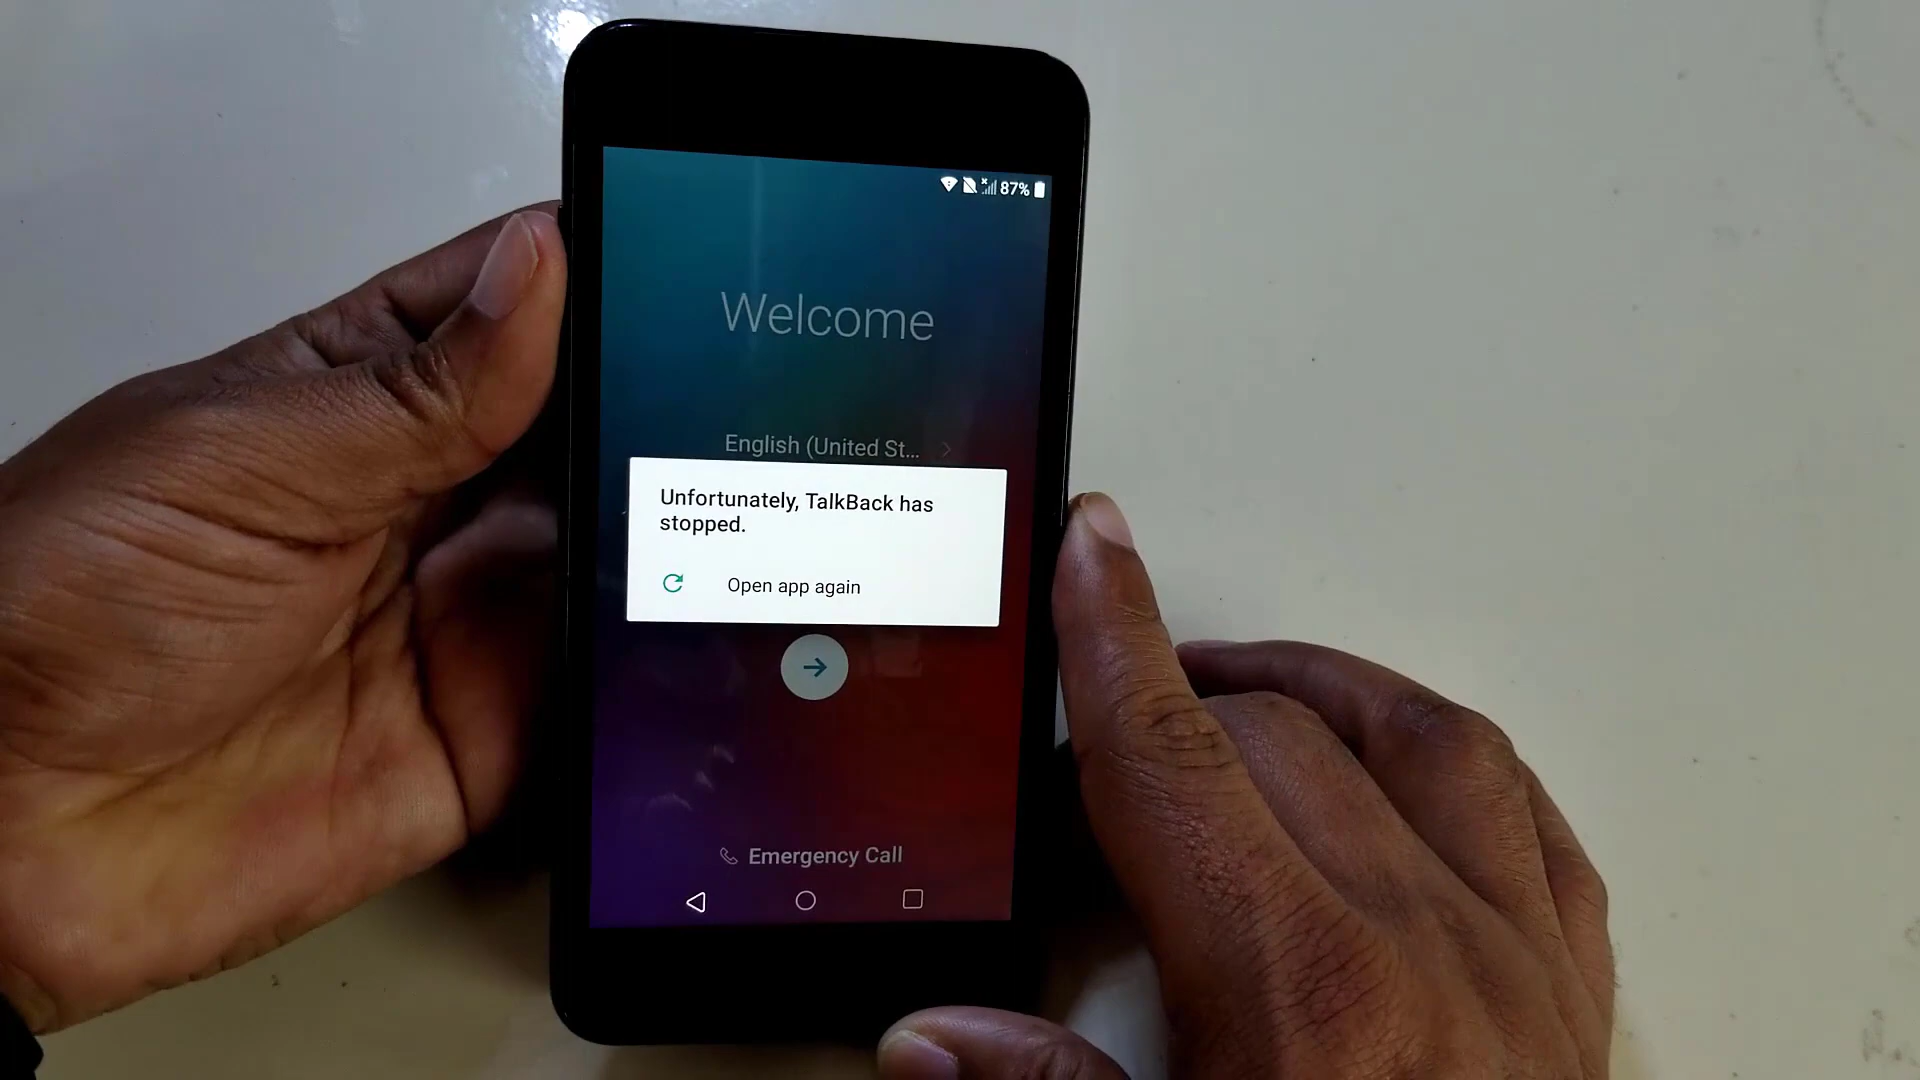 87%
Welcome
English (United St...
Unfortunately, TalkBack has
stopped.
Open app again
Emergency Call